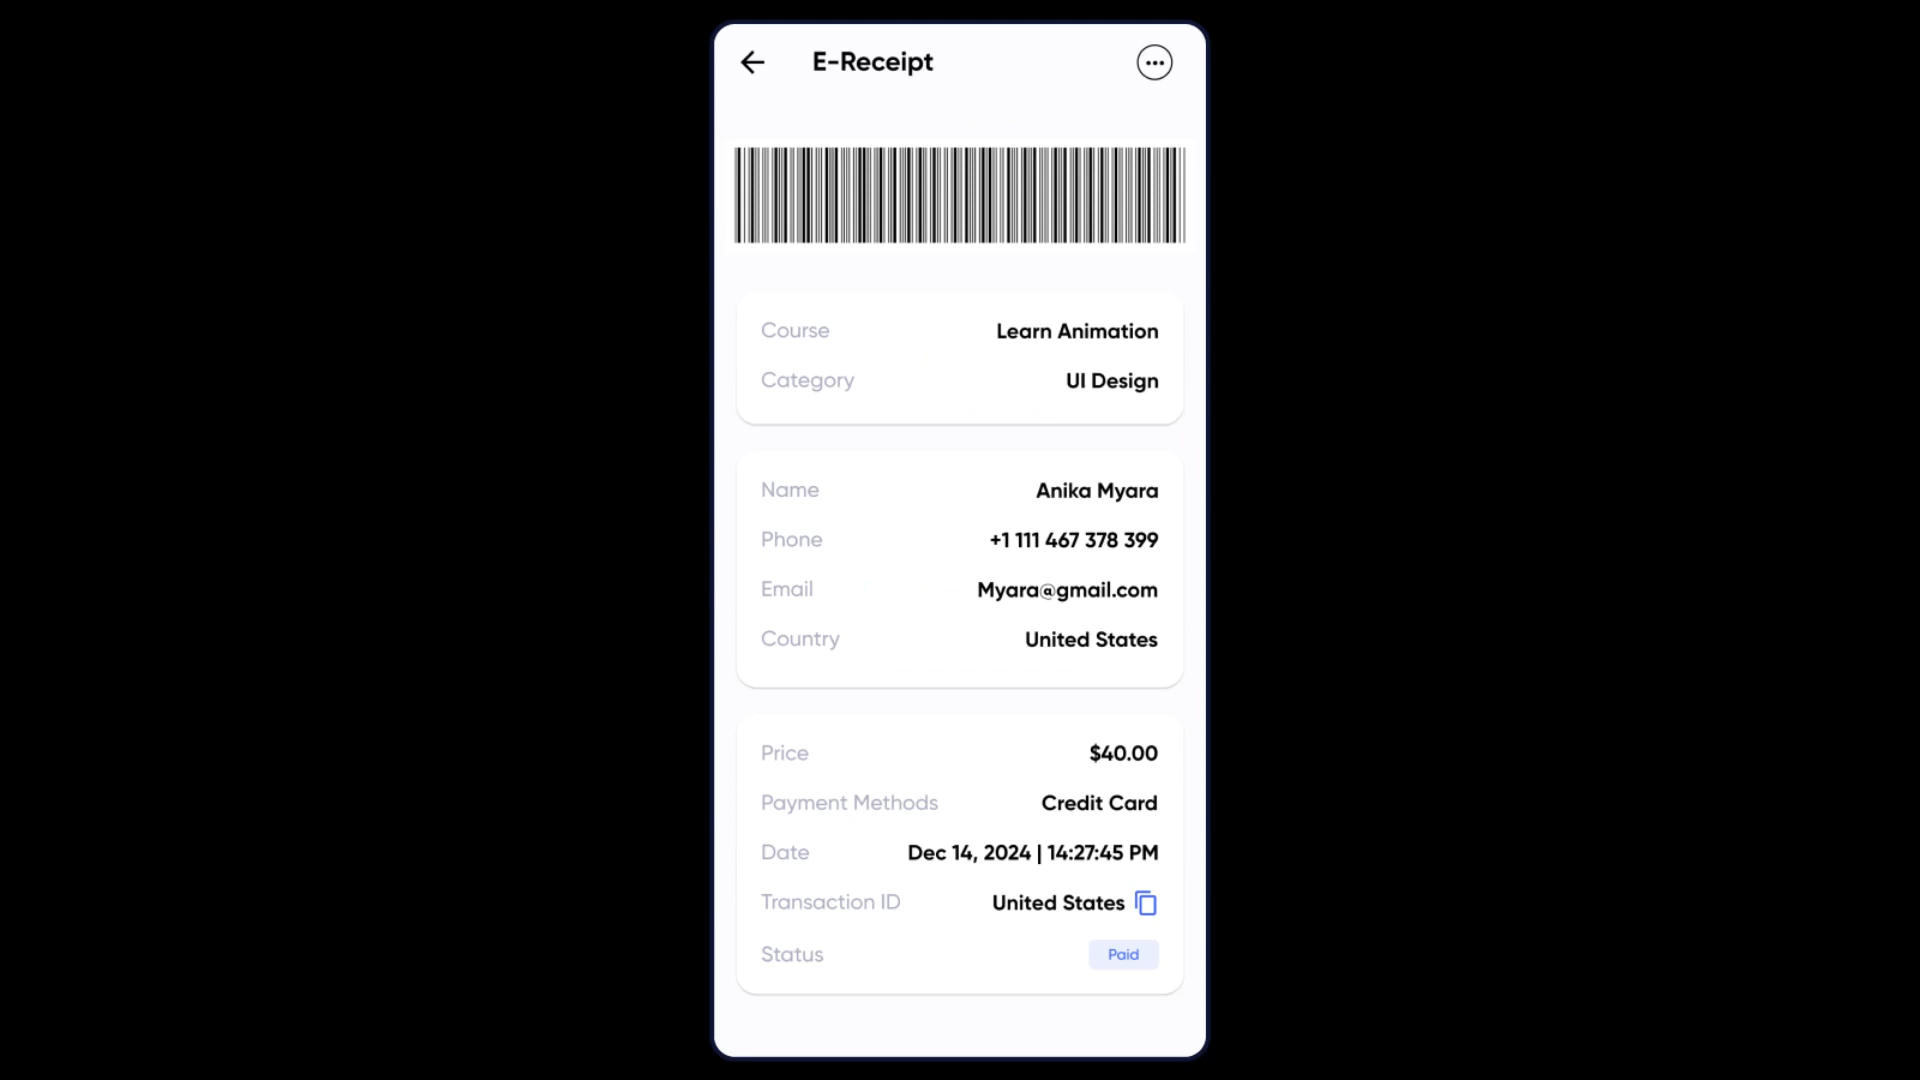 E-Receipt
Course Learn Animation
Category UI Design
Name Anika Myara
Phone +1 111 467 378 399
Email Myara@gmail.com
Country United States
Price $40.00
Payment Methods Credit Card
Date Dec 14, 2024 | 14:27:45 PM
Transaction ID United States
Status Paid